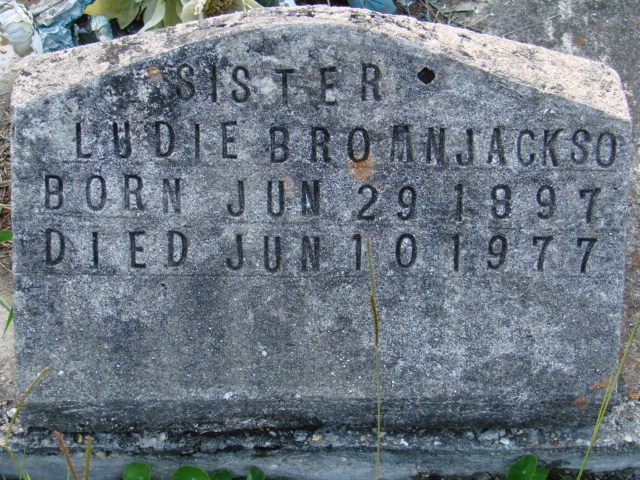 SISTER
LUDIE BROWNJACKSO
BORN JUN 29 1897
DIED JUN 10 1977